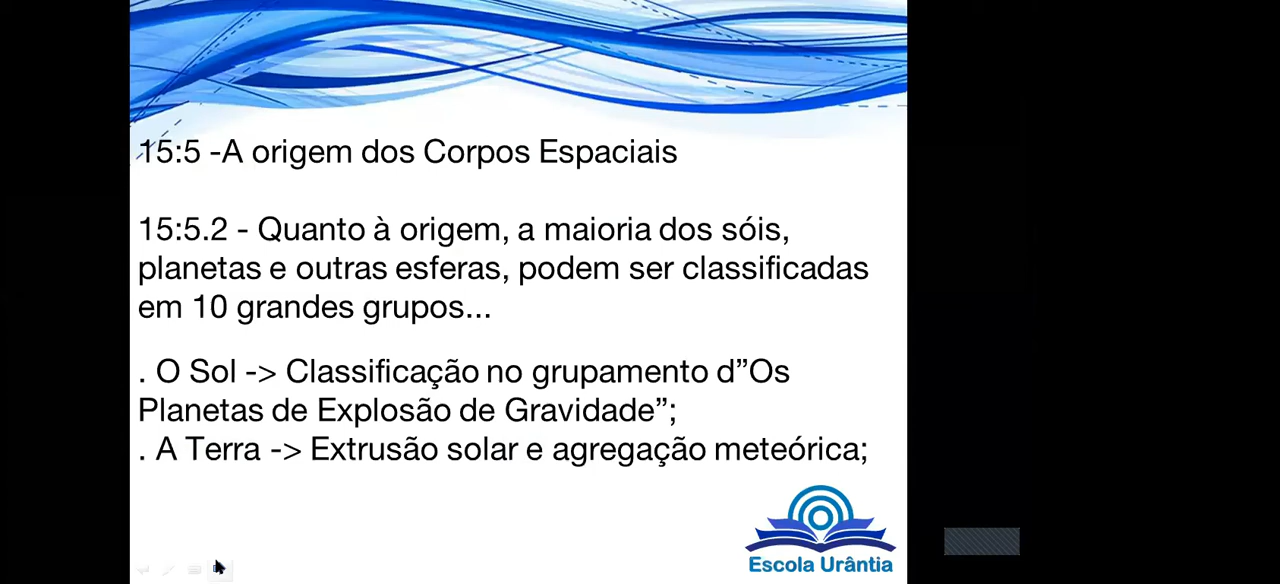 15:5 -A origem dos Corpos Espaciais
15:5.2 - Quanto à origem, a maioria dos sóis,
planetas e outras esferas, podem ser classificadas
em 10 grandes grupos...
. O Sol -> Classificação no grupamento d”Os
Planetas de Explosão de Gravidade”;
. A Terra -> Extrusão solar e agregação meteórica;
Escola Urântia